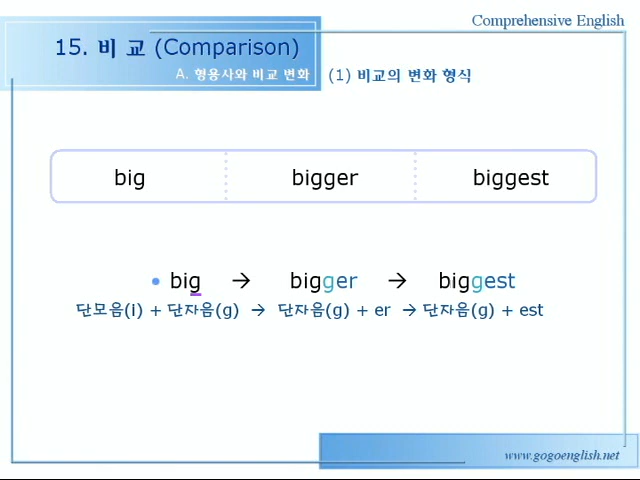 Comprehensive English
15. 비 교 (Comparison)
A. 형용사와 비교 변화 (1) 비교의 변화 형식
big bigger biggest
• big → bigger → biggest
단모음(i) + 단자음(g) → 단자음(g) + er → 단자음(g) + est
www.gogoenglish.net